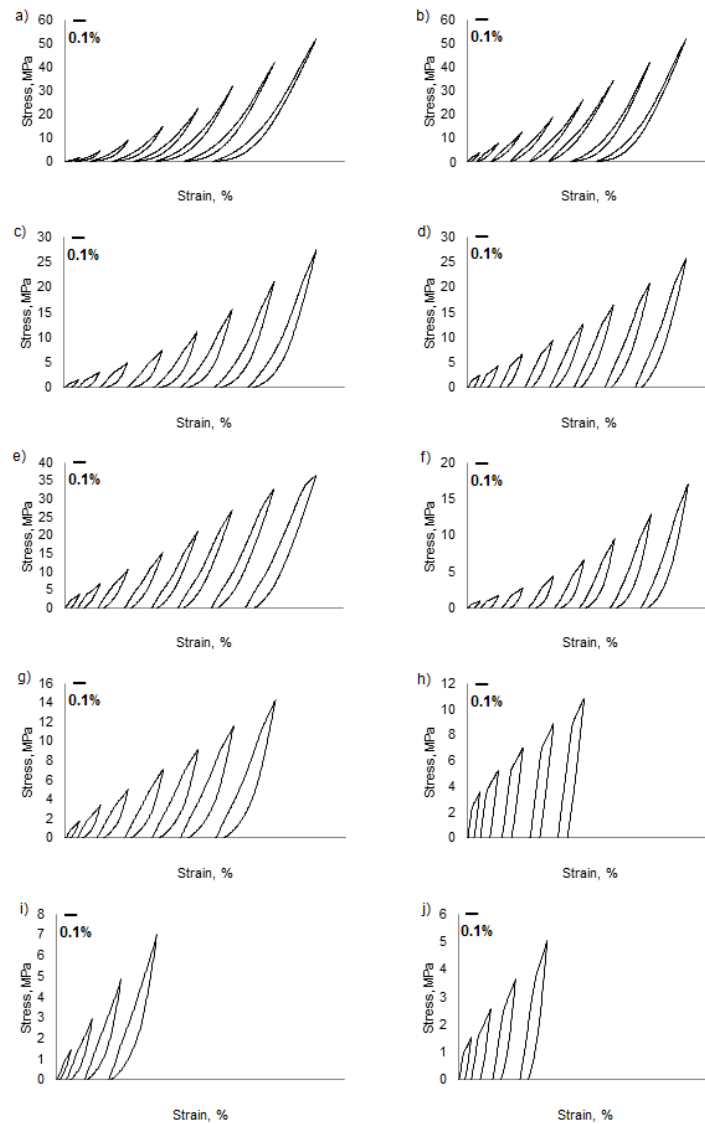 a)
60
50
40
30
20
10
0
Stress, MPa
0.1%
Strain, %
b)
60
50
40
30
20
10
0
Stress, MPa
0.1%
Strain, %
c)
30
25
20
15
10
5
0
Stress, MPa
0.1%
Strain, %
d)
30
25
20
15
10
5
0
Stress, MPa
0.1%
Strain, %
e)
40
35
30
25
20
15
10
5
0
Stress, MPa
0.1%
Strain, %
f)
20
15
10
5
0
Stress, MPa
0.1%
Strain, %
g)
16
14
12
10
8
6
4
2
0
Stress, MPa
0.1%
Strain, %
h)
12
10
8
6
4
2
0
Stress, MPa
0.1%
Strain, %
i)
8
7
6
5
4
3
2
1
0
Stress, MPa
0.1%
Strain, %
j)
6
5
4
3
2
1
0
Stress, MPa
0.1%
Strain, %